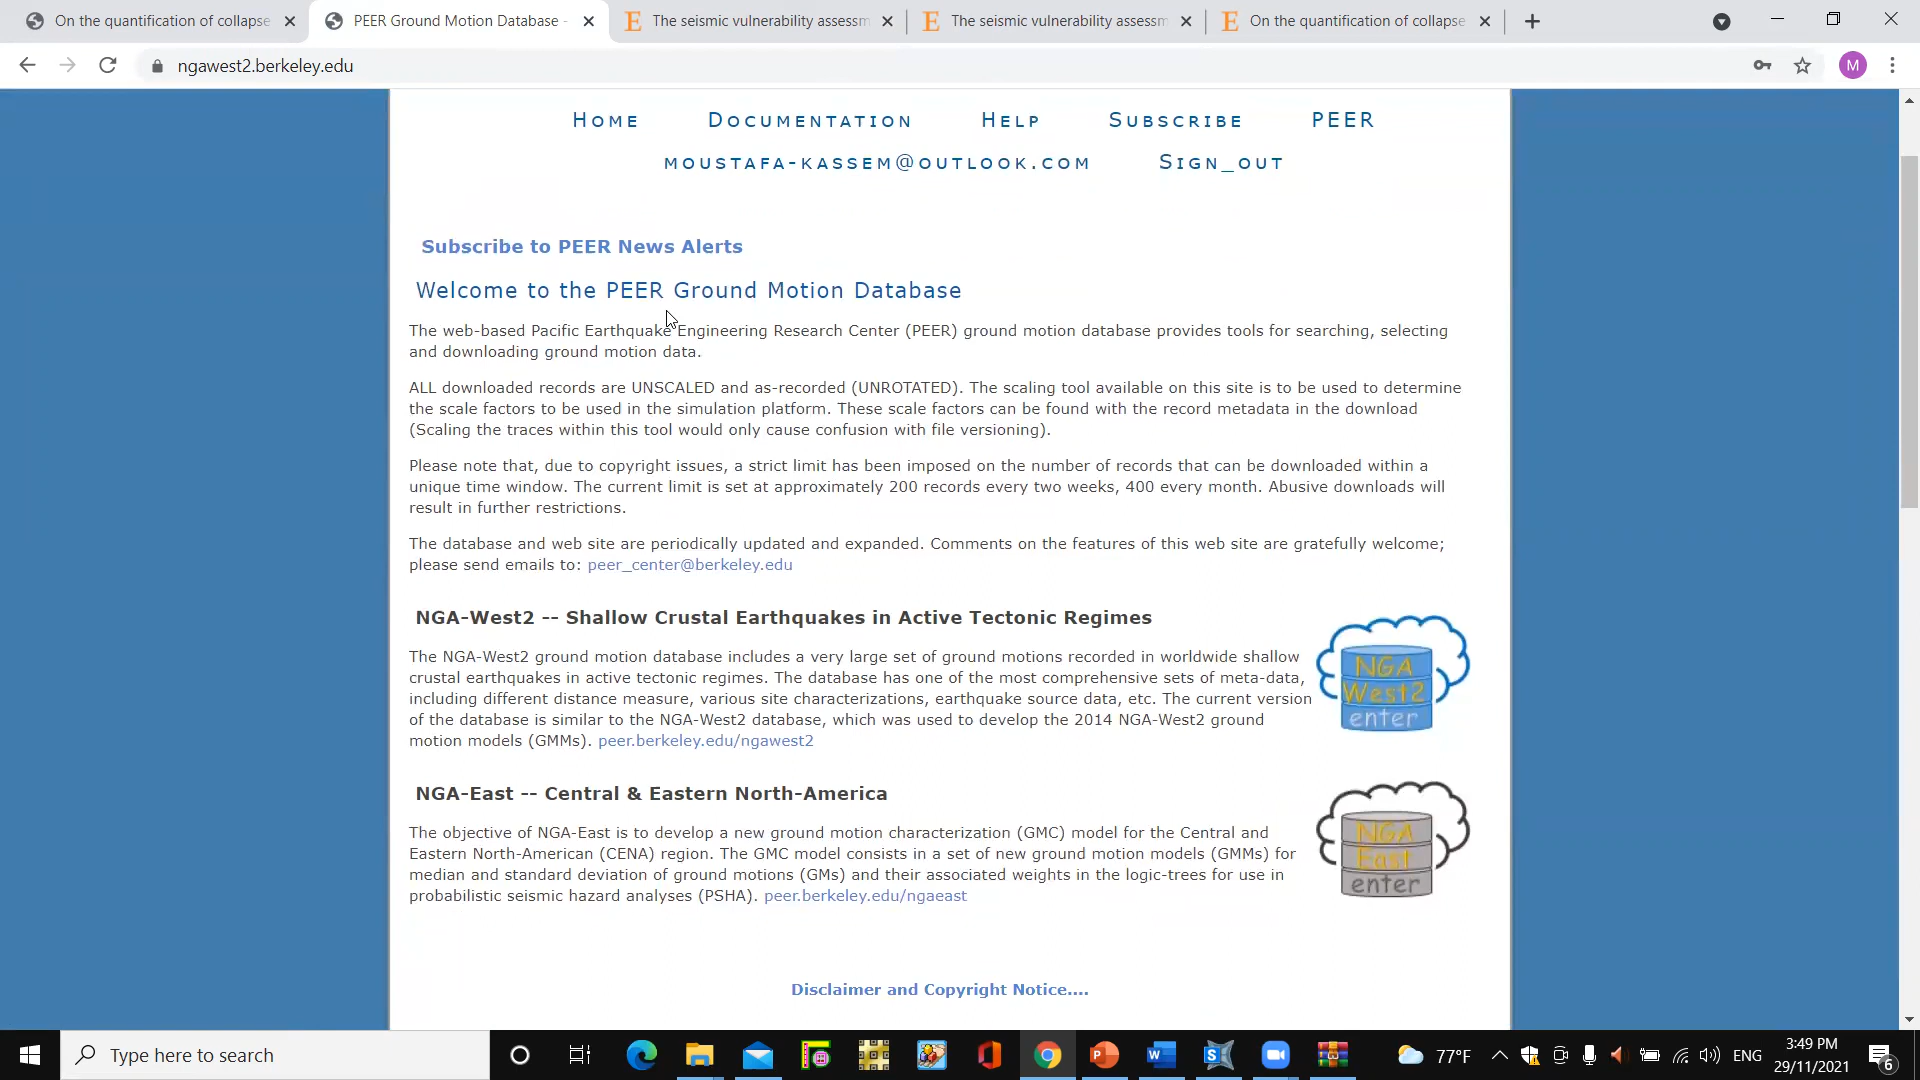 On the quantification of collapse
PEER Ground Motion Database -
The seismic vulnerability assessm
The seismic vulnerability assessm
On the quantification of collapse
ngawest2.berkeley.edu
M
HOME DOCUMENTATION HELP SUBSCRIBE PEER
MOUSTAFA-KASSEM@OUTLOOK.COM SIGN_OUT
Subscribe to PEER News Alerts
Welcome to the PEER Ground Motion Database
The web-based Pacific Earthquake Engineering Research Center (PEER) ground motion database provides tools for searching, selecting
and downloading ground motion data.
ALL downloaded records are UNSCALED and as-recorded (UNROTATED). The scaling tool available on this site is to be used to determine
the scale factors to be used in the simulation platform. These scale factors can be found with the record metadata in the download
(Scaling the traces within this tool would only cause confusion with file versioning).
Please note that, due to copyright issues, a strict limit has been imposed on the number of records that can be downloaded within a
unique time window. The current limit is set at approximately 200 records every two weeks, 400 every month. Abusive downloads will
result in further restrictions.
The database and web site are periodically updated and expanded. Comments on the features of this web site are gratefully welcome;
please send emails to: peer_center@berkeley.edu
NGA-West2 -- Shallow Crustal Earthquakes in Active Tectonic Regimes
The NGA-West2 ground motion database includes a very large set of ground motions recorded in worldwide shallow
crustal earthquakes in active tectonic regimes. The database has one of the most comprehensive sets of meta-data,
including different distance measure, various site characterizations, earthquake source data, etc. The current version
of the database is similar to the NGA-West2 database, which was used to develop the 2014 NGA-West2 ground
motion models (GMMs). peer.berkeley.edu/ngawest2
NGA
West2
enter
NGA-East -- Central & Eastern North-America
The objective of NGA-East is to develop a new ground motion characterization (GMC) model for the Central and
Eastern North-American (CENA) region. The GMC model consists in a set of new ground motion models (GMMs) for
median and standard deviation of ground motions (GMs) and their associated weights in the logic-trees for use in
probabilistic seismic hazard analyses (PSHA). peer.berkeley.edu/ngaeast
NGA
East
enter
Disclaimer and Copyright Notice....
Type here to search
77°F
ENG
3:49 PM
29/11/2021
6